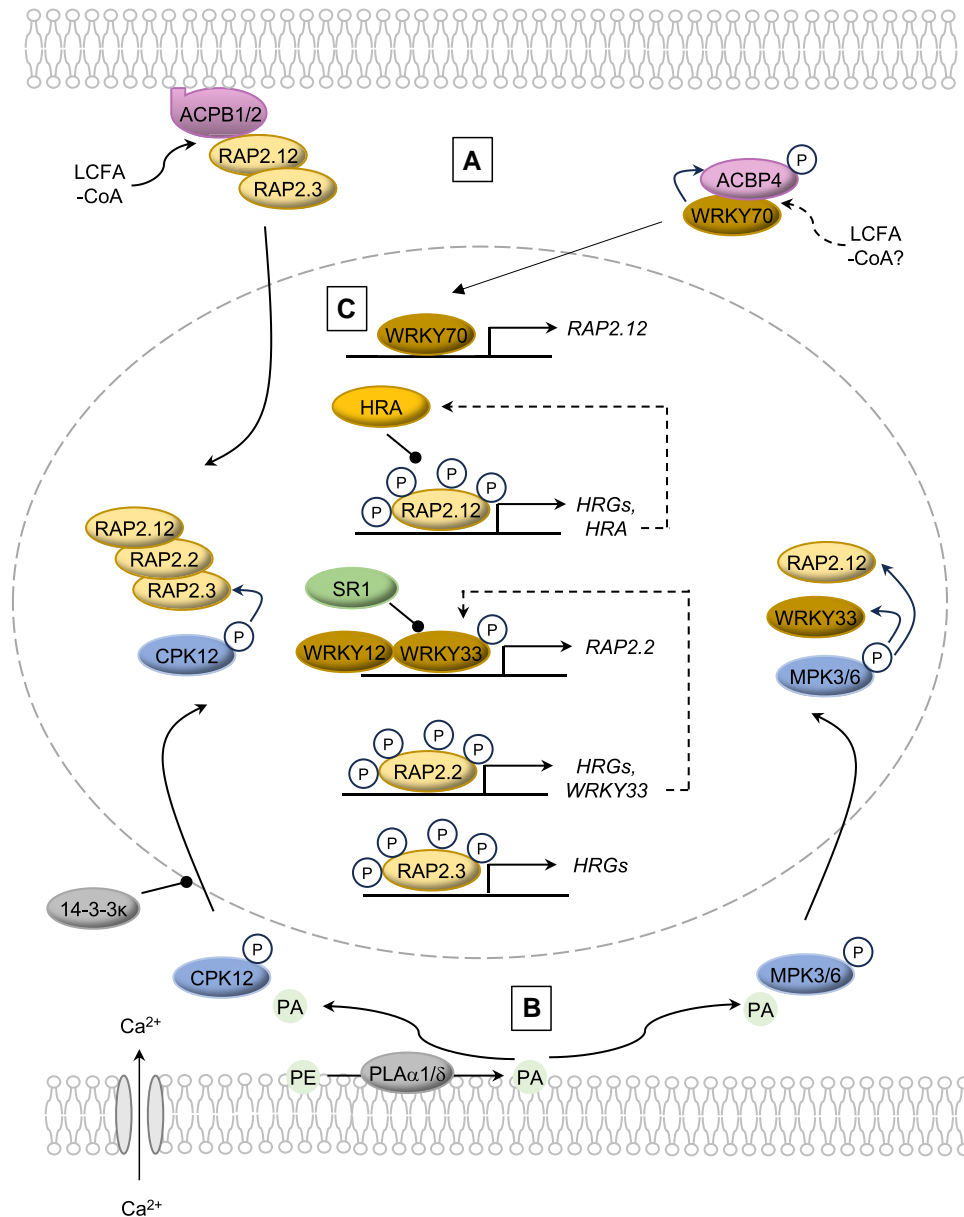 ACPB1/2
RAP2.12
RAP2.3
LCFA
-CoA
A
P
ACBP4
WRKY70
LCFA
-CoA?
C
WRKY70
RAP2.12
HRA
P
P
P
P
RAP2.12
HRGs,
HRA
RAP2.12
RAP2.2
RAP2.3
P
CPK12
SR1
WRKY12
WRKY33
P
RAP2.2
RAP2.12
WRKY33
P
MPK3/6
P
P
P
P
RAP2.2
HRGs,
WRKY33
P
P
P
P
RAP2.3
HRGs
14-3-3κ
P
CPK12
PA
B
P
MPK3/6
PA
Ca2+
PE
PLAα1/δ
PA
Ca2+